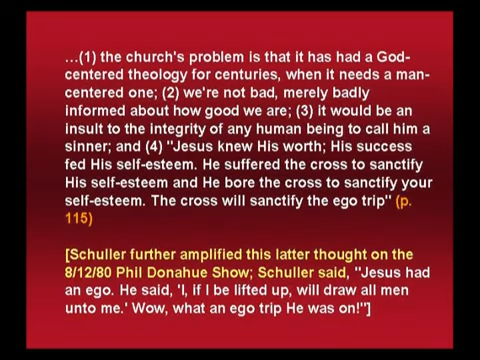 …(1) the church's problem is that it has had a God-
centered theology for centuries, when it needs a man-
centered one; (2) we're not bad, merely badly
informed about how good we are; (3) it would be an
insult to the integrity of any human being to call him a
sinner; and (4) "Jesus knew His worth; His success
fed His self-esteem. He suffered the cross to sanctify
His self-esteem and He bore the cross to sanctify your
self-esteem. The cross will sanctify the ego trip" (p.
115)
[Schuller further amplified this latter thought on the
8/12/80 Phil Donahue Show; Schuller said, "Jesus had
an ego. He said, 'I, if I be lifted up, will draw all men
unto me.' Wow, what an ego trip He was on!"]